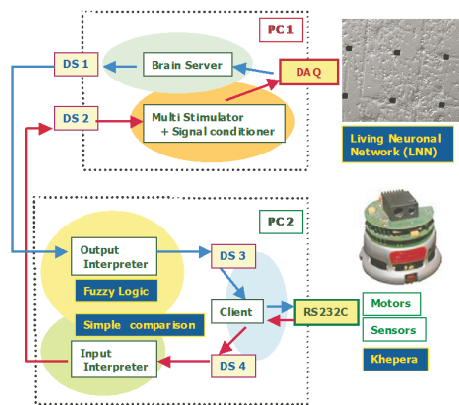 PC1
DS 1
Brain Server
DAQ
DS 2
Multi Stimulator
+ Signal conditioner
Living Neuronal
Network (LNN)
PC2
Output
Interpreter
DS 3
Fuzzy Logic
Client
RS232C
Motors
Simple comparison
Sensors
Input
Interpreter
DS 4
Khepera